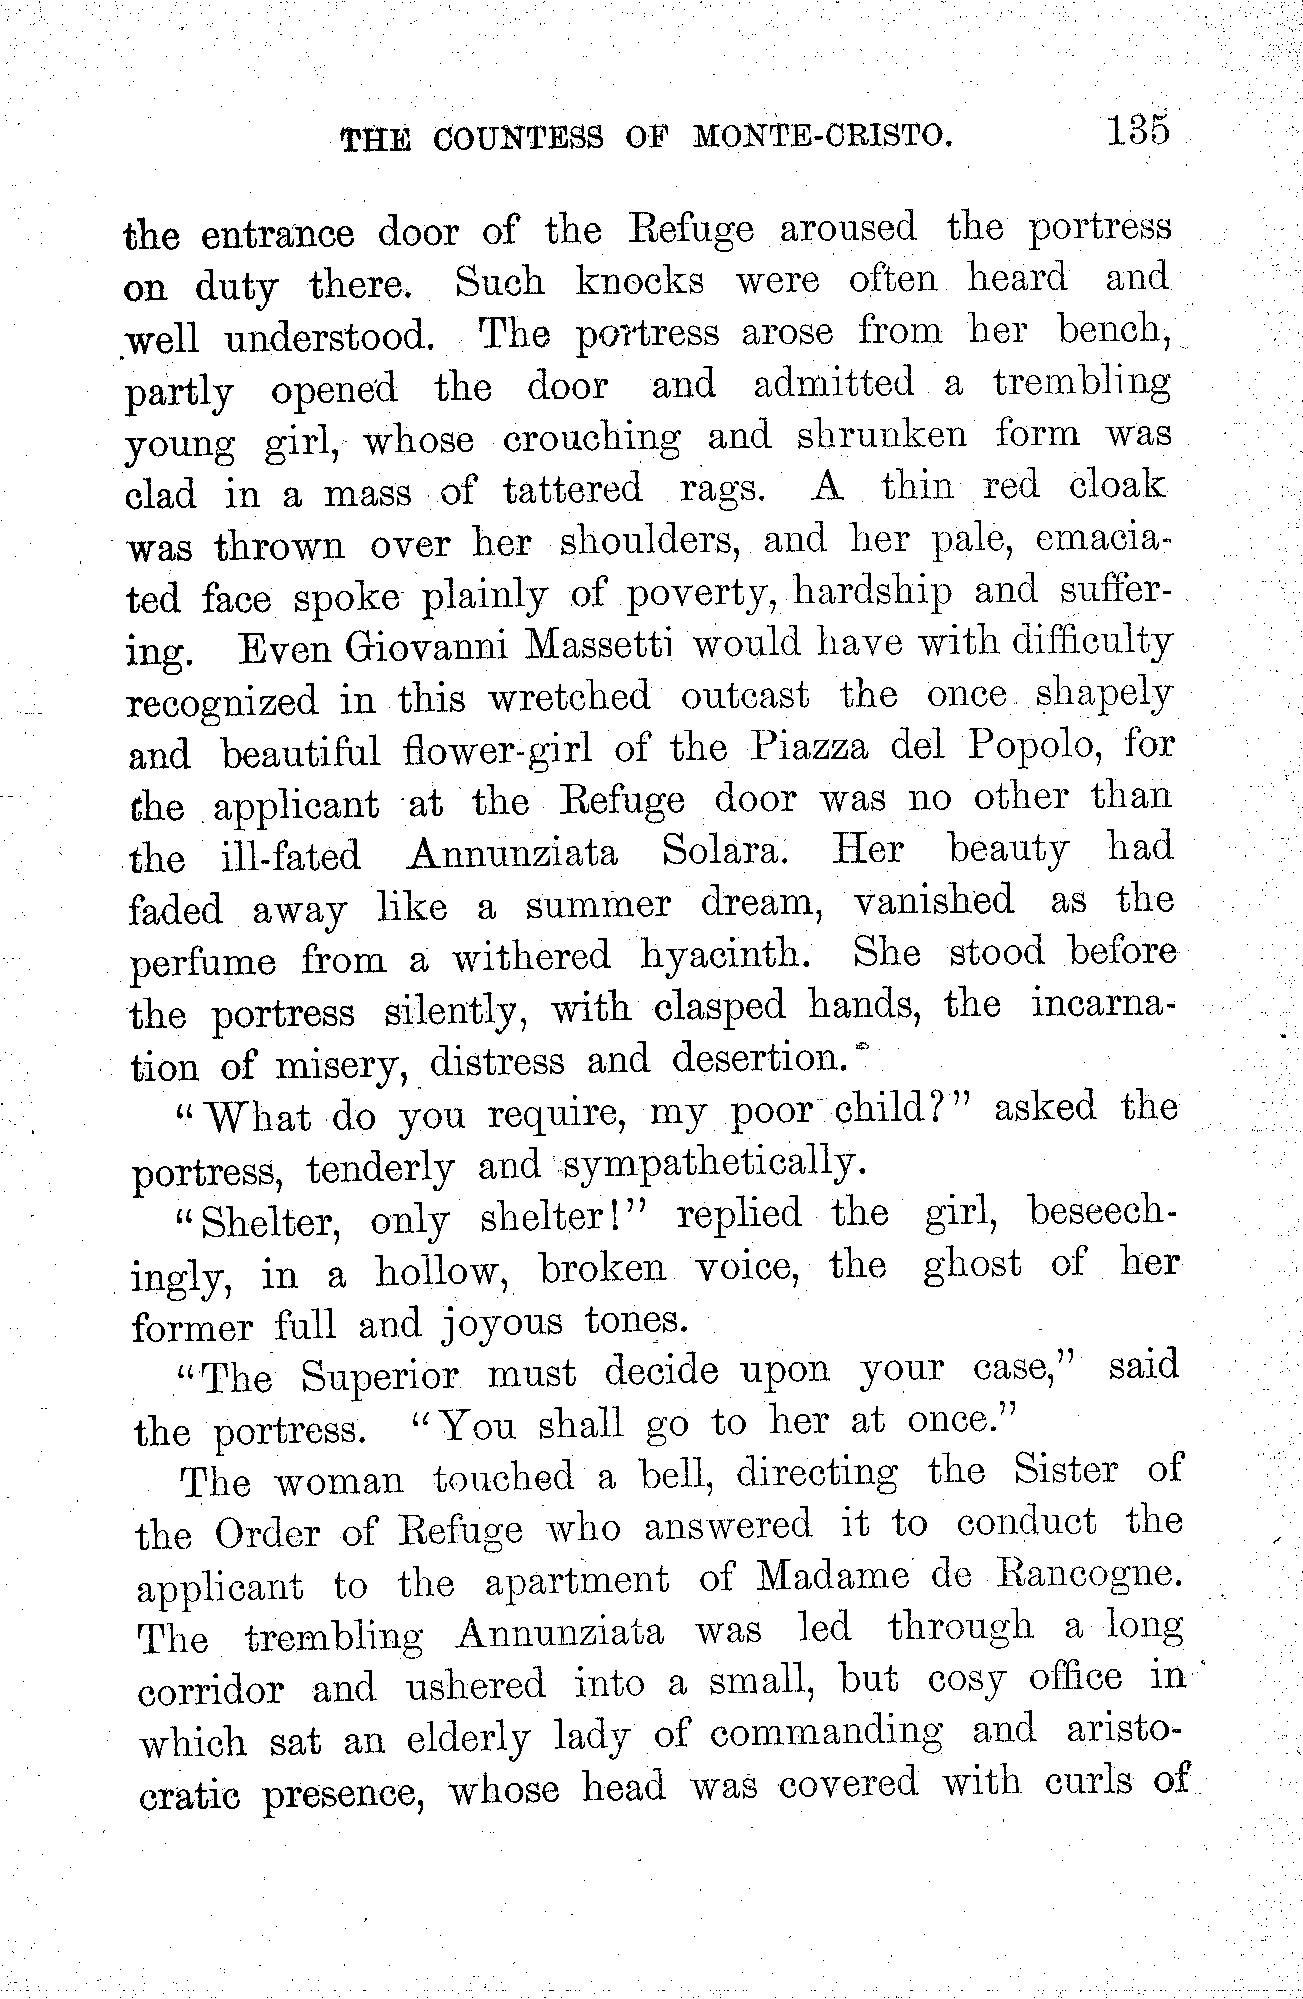 THE COUNTESS OF MONTE-CRISTO. 135
the entrance door of the Refuge aroused the portress
on duty there. Such knocks were often heard and
well understood. The portress arose from her bench,
partly opened the door and admitted a trembling
young girl, whose crouching and shrunken form was
clad in a mass of tattered rags. A thin red cloak
was thrown over her shoulders, and her pale, emacia-
ted face spoke plainly of poverty, hardship and suffer-
ing. Even Giovanni Massetti would have with difficulty
recognized in this wretched outcast the once shapely
and beautiful flower-girl of the Piazza del Popolo, for
the applicant at the Refuge door was no other than
the ill-fated Annunziata Solara. Her beauty had
faded away like a summer dream, vanished as the
perfume from a withered hyacinth. She stood before
the portress silently, with clasped hands, the incarna-
tion of misery, distress and desertion.
"What do you require, my poor child?" asked the
portress, tenderly and sympathetically.
"Shelter, only shelter!" replied the girl, beseech-
ingly, in a hollow, broken voice, the ghost of her
former full and joyous tones.
"The Superior must decide upon your case," said
the portress. "You shall go to her at once."
The woman touched a bell, directing the Sister of
the Order of Refuge who answered it to conduct the
applicant to the apartment of Madame de Rancogne.
The trembling Annunziata was led through a long
corridor and ushered into a small, but cosy office in
which sat an elderly lady of commanding and aristo-
cratic presence, whose head was covered with curls of